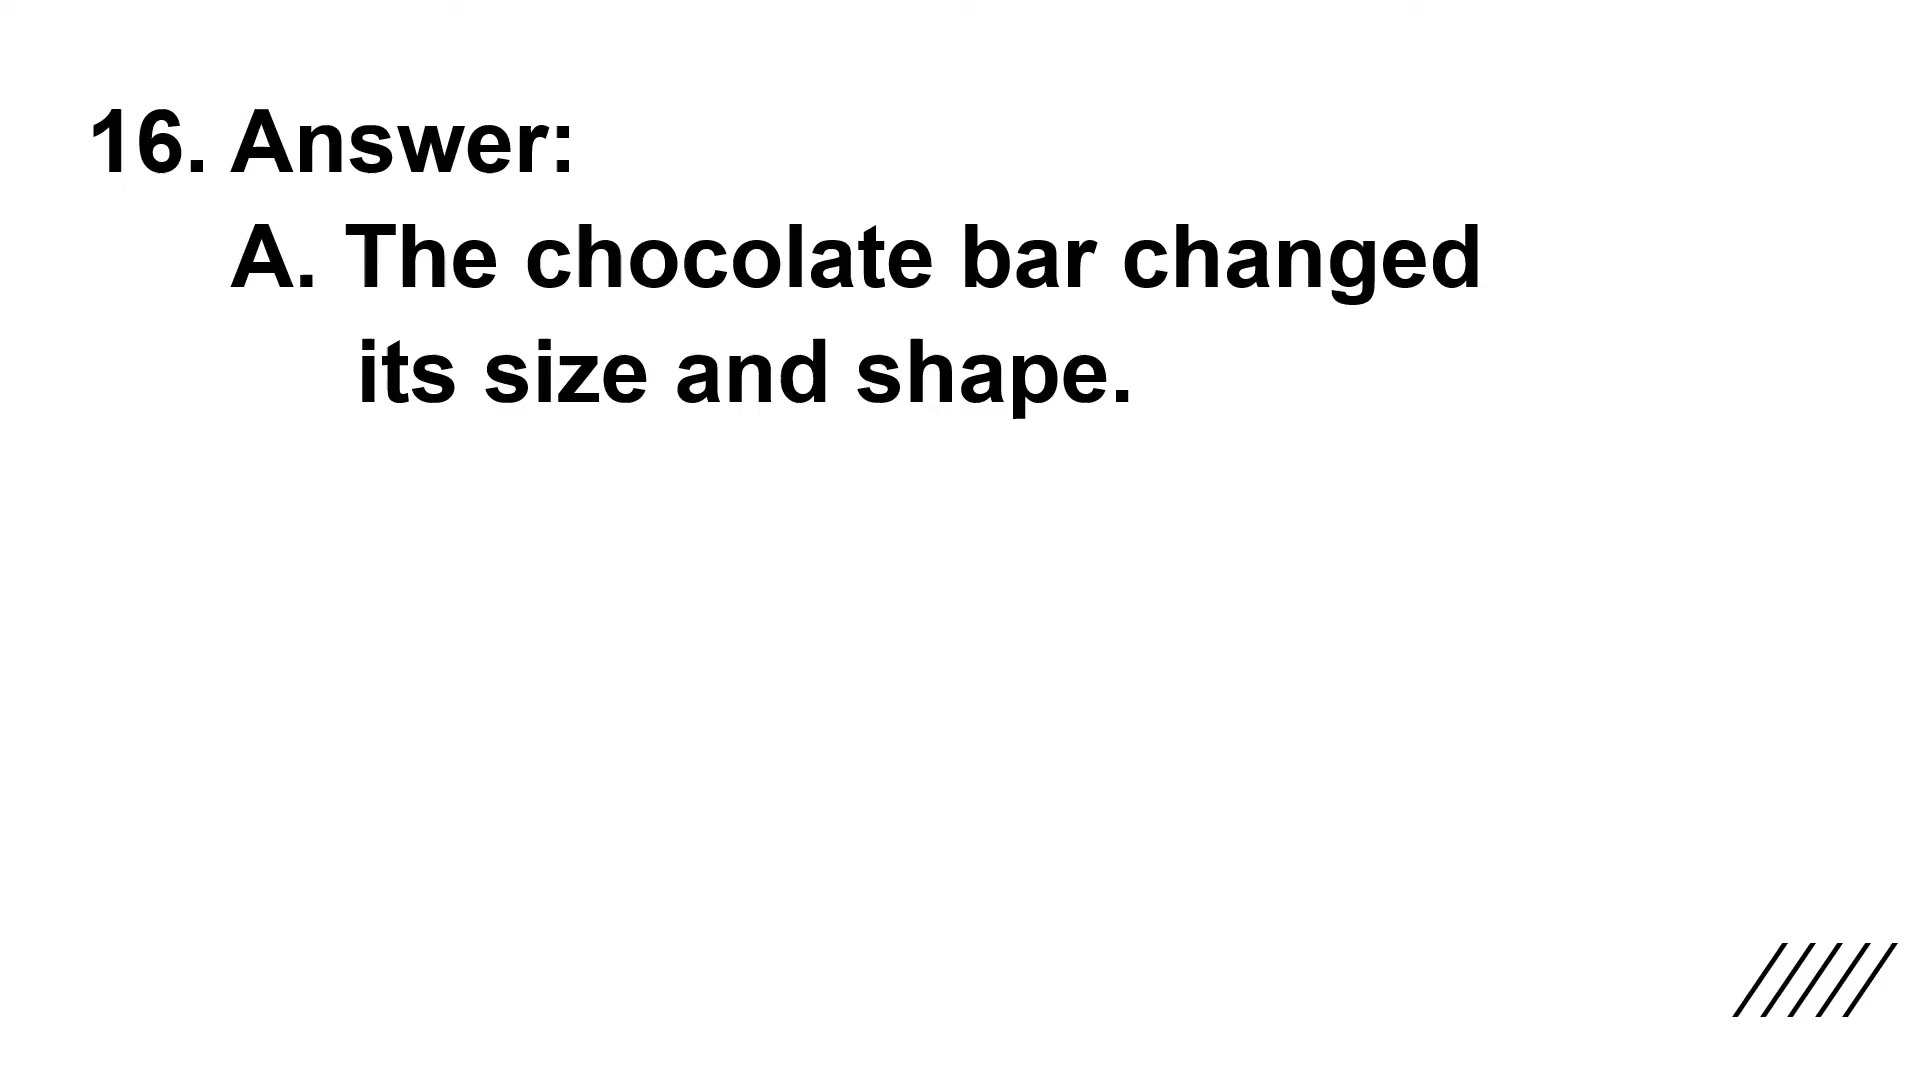 16. Answer:
A. The chocolate bar changed
its size and shape.